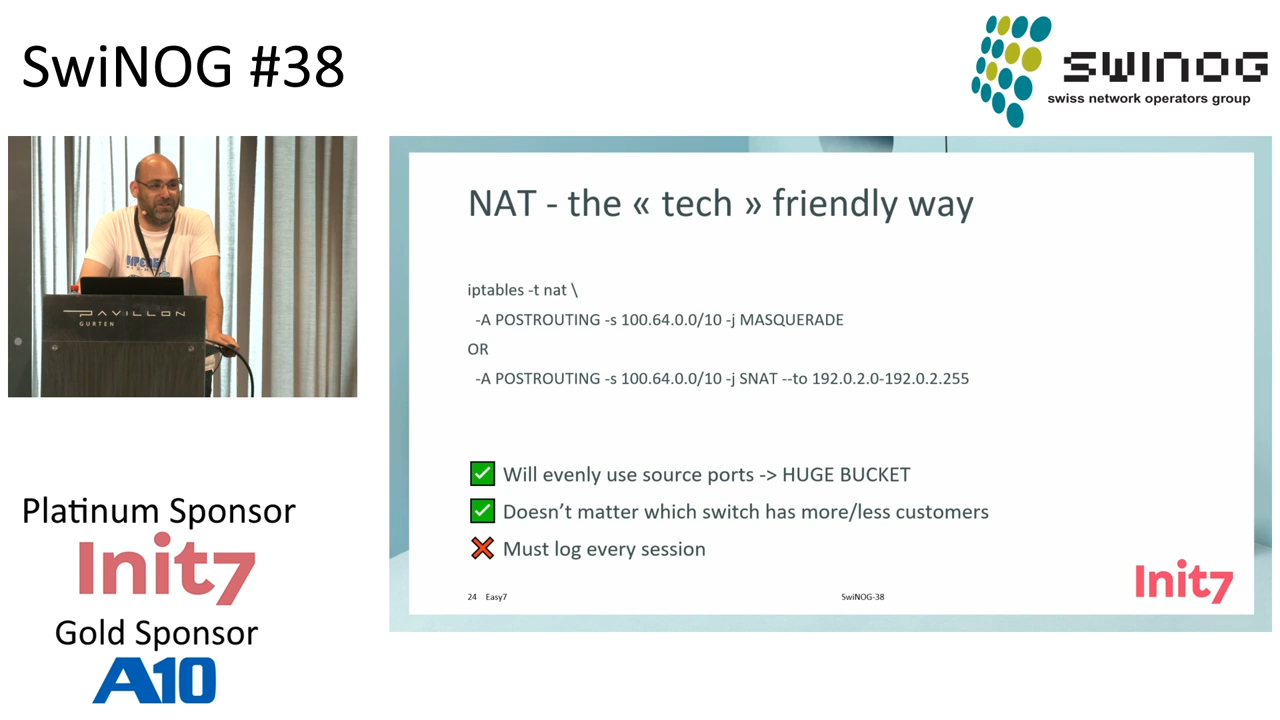 SwiNOG #38
swinog
swiss network operators group
PAVILLON
GURTEN
Platinum Sponsor
Init7
Gold Sponsor
A10
NAT - the « tech » friendly way
iptables -t nat \
-A POSTROUTING -s 100.64.0.0/10 -j MASQUERADE
OR
-A POSTROUTING -s 100.64.0.0/10 -j SNAT --to 192.0.2.0-192.0.2.255
Will evenly use source ports -> HUGE BUCKET
Doesn't matter which switch has more/less customers
Must log every session
24 Easy7
SwiNOG-38
Init7